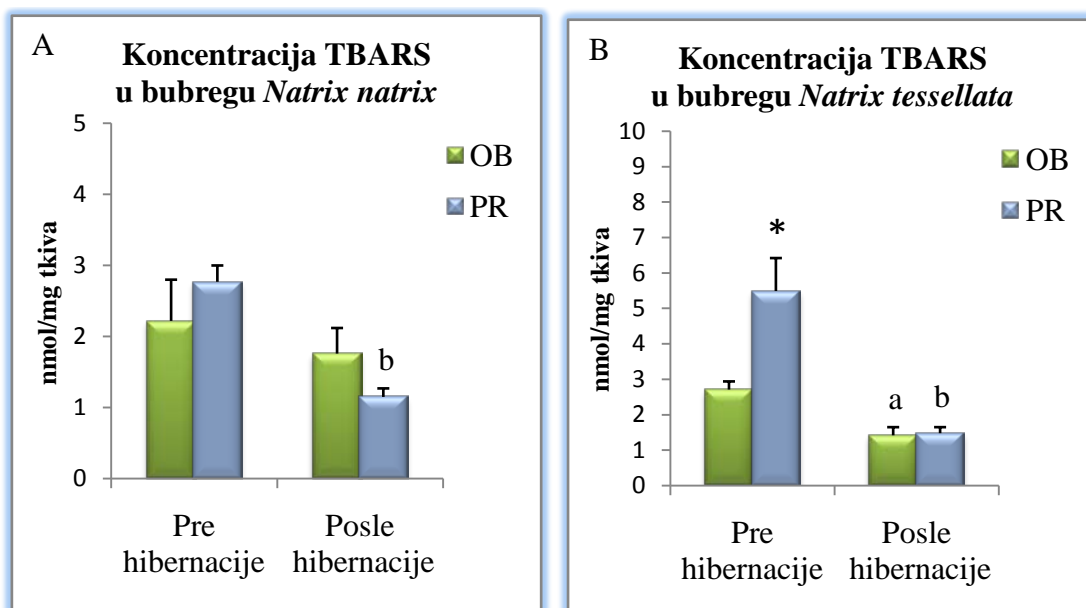 A
Koncentracija TBARS
u bubregu Natrix natrix
nmol/mg tkiva
5
4
3
2
1
0
OB
PR
b
Pre
hibernacije
Posle
hibernacije
B
Koncentracija TBARS
u bubregu Natrix tessellata
nmol/mg tkiva
10
9
8
7
6
5
4
3
2
1
0
OB
PR
*
a
b
Pre
hibernacije
Posle
hibernacije